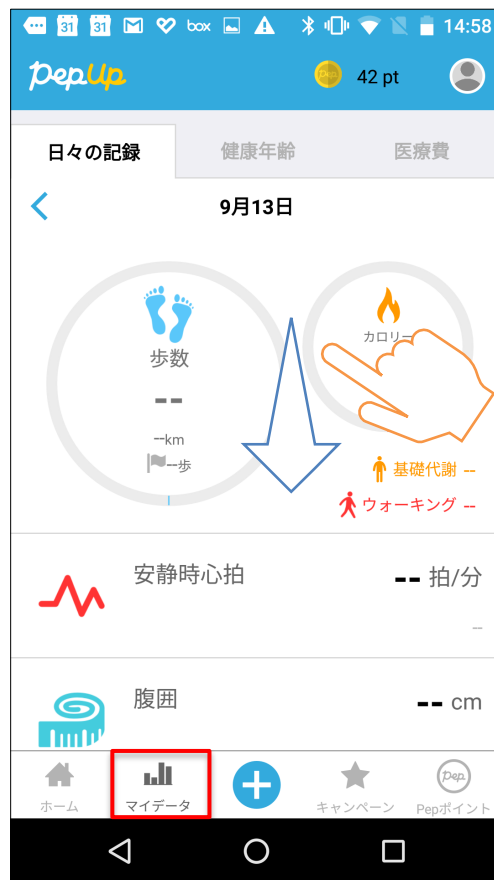 31 31 box 14:58
PepUp 42 pt
日々の記録 健康年齢 医療費
9月13日
歩数
--
--km
--歩
カロリー
基礎代謝 --
ウォーキング --
安静時心拍 -- 拍/分
--
腹囲 -- cm
ホーム マイデータ キャンペーン Pepポイント
Pep